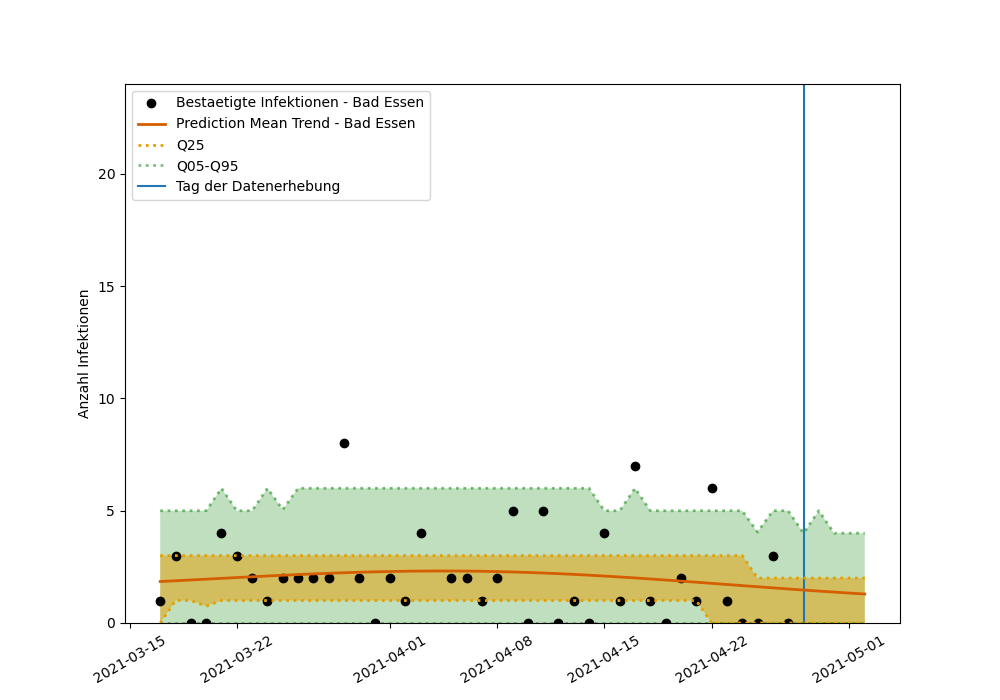 Bestaetigte Infektionen - Bad Essen
Prediction Mean Trend - Bad Essen
Q25
Q05-Q95
Tag der Datenerhebung
Anzahl Infektionen
20
15
10
5
0
2021-03-15
2021-03-22
2021-04-01
2021-04-08
2021-04-15
2021-04-22
2021-05-01